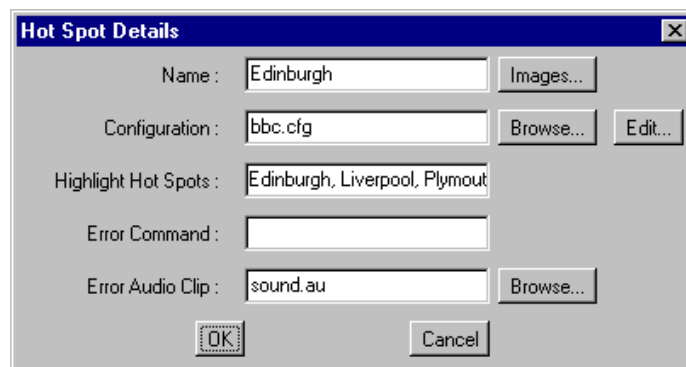 Hot Spot Details
Name : Edinburgh Images...
Configuration : bbc.cfg Browse... Edit...
Highlight Hot Spots : Edinburgh, Liverpool, Plymout
Error Command :
Error Audio Clip : sound.au Browse...
OK Cancel